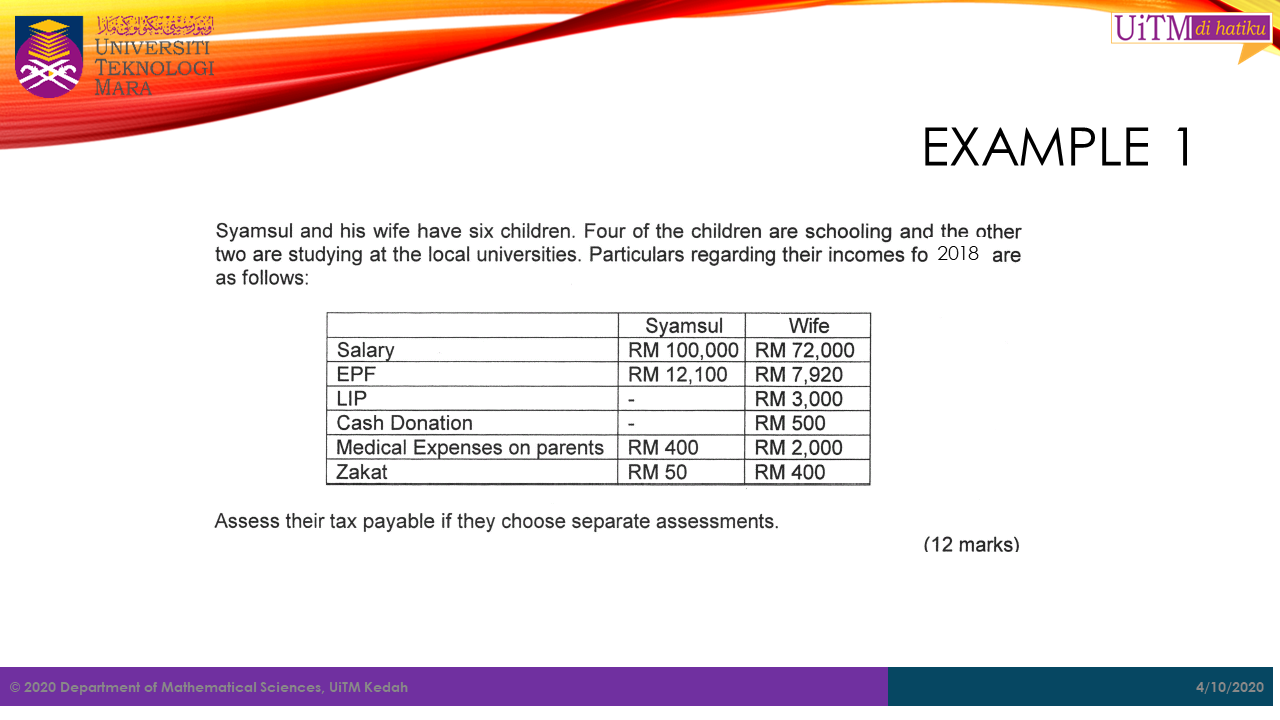 اونيۏرسيتي تيكنولوݢي مارا
UNIVERSITI
TEKNOLOGI
MARA
UiTM di hatiku
EXAMPLE 1
Syamsul and his wife have six children. Four of the children are schooling and the other
two are studying at the local universities. Particulars regarding their incomes fo 2018 are
as follows:
Syamsul Wife
Salary RM 100,000 RM 72,000
EPF RM 12,100 RM 7,920
LIP - RM 3,000
Cash Donation - RM 500
Medical Expenses on parents RM 400 RM 2,000
Zakat RM 50 RM 400
Assess their tax payable if they choose separate assessments.
(12 marks)
© 2020 Department of Mathematical Sciences, UiTM Kedah 4/10/2020